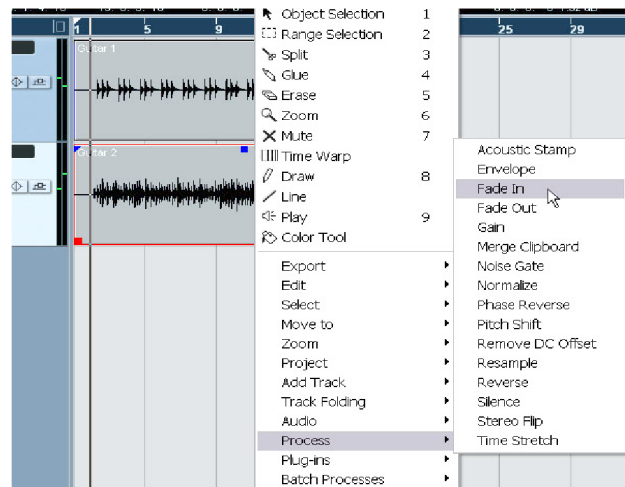 1 5 9 25 29
Guitar 1
Guitar 2
Object Selection 1
Range Selection 2
Split 3
Glue 4
Erase 5
Zoom 6
Mute 7
Time Warp
Draw 8
Line
Play 9
Color Tool
Export
Edit
Select
Move to
Zoom
Project
Add Track
Track Folding
Audio
Process
Plug-ins
Batch Processes
Acoustic Stamp
Envelope
Fade In
Fade Out
Gain
Merge Clipboard
Noise Gate
Normalize
Phase Reverse
Pitch Shift
Remove DC Offset
Resample
Reverse
Silence
Stereo Flip
Time Stretch